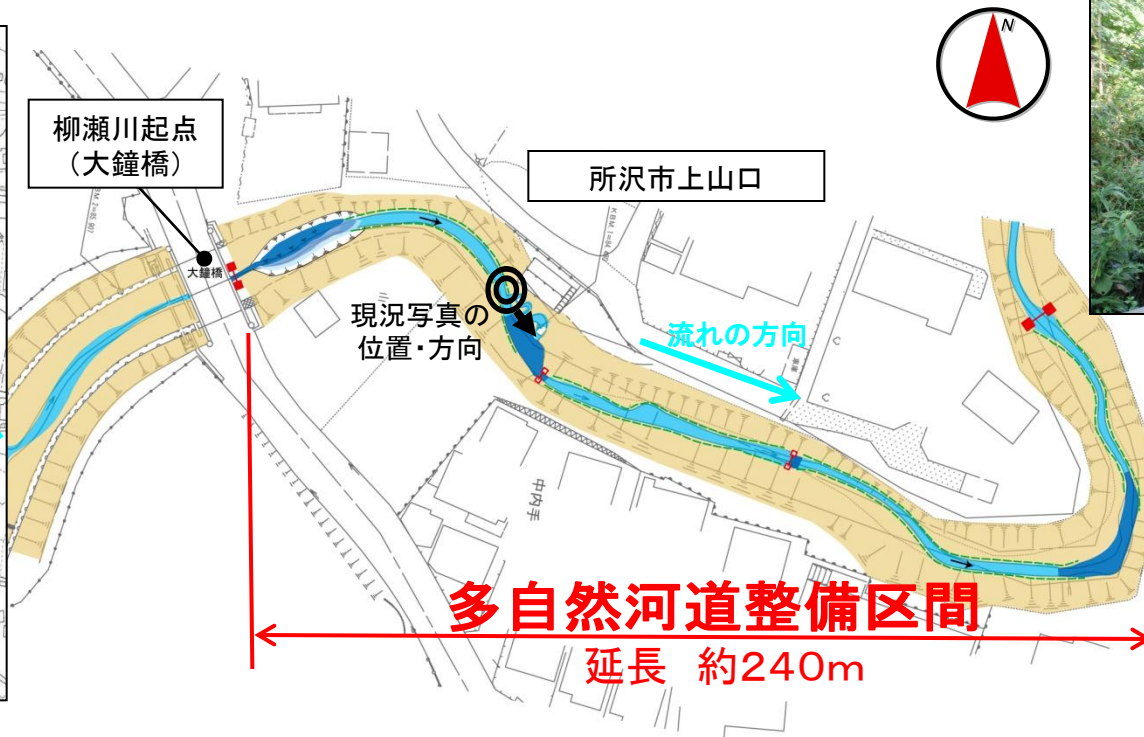 N
柳瀬川起点
(大鐘橋)
所沢市上山口
大鐘橋
現況写真の
位置・方向
流れの方向
中内手
多自然河道整備区間
延長 約240m